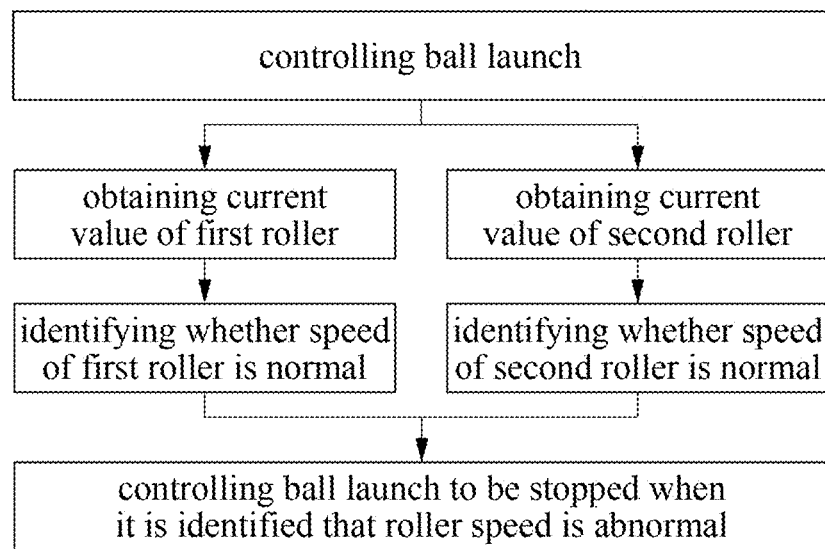 controlling ball launch
obtaining current
value of first roller
obtaining current
value of second roller
identifying whether speed
of first roller is normal
identifying whether speed
of second roller is normal
controlling ball launch to be stopped when
it is identified that roller speed is abnormal